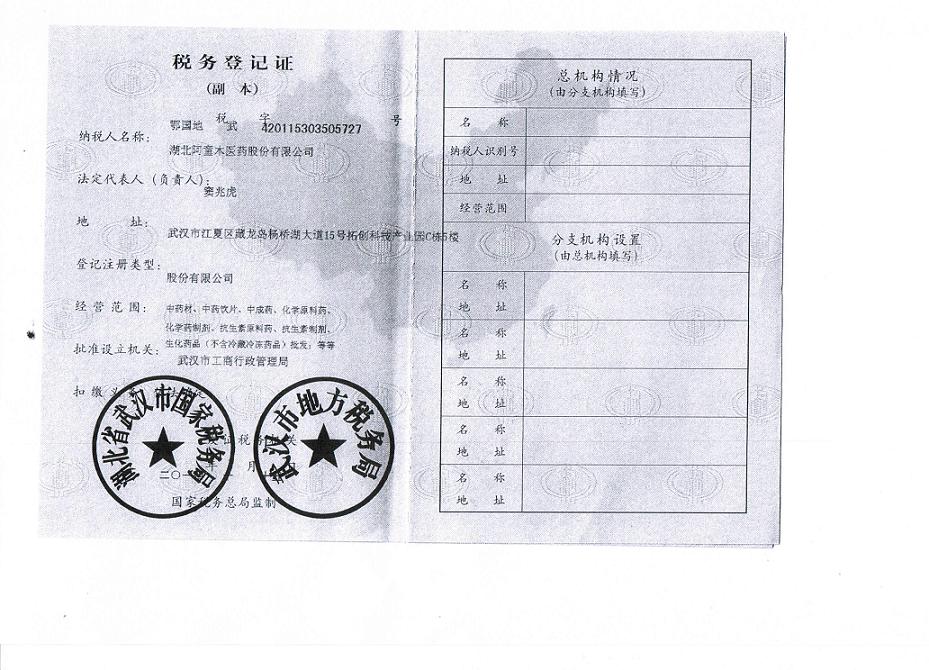 税务登记证
(副 本)
税 字 号
鄂国地 武 420115303505727
纳税人名称:
湖北阿童木医药股份有限公司
法定代表人(负责人):
窦兆虎
地 址:
武汉市江夏区藏龙岛杨桥湖大道15号拓创科技产业园C栋5楼
登记注册类型:
股份有限公司
经营范围:
中药材、中药饮片、中成药、化学原料药、
化学药制剂、抗生素原料药、抗生素制剂、
生化药品(不含冷藏冷冻药品)批发;等等
批准设立机关:
武汉市工商行政管理局
扣缴
湖北省武汉市国家税务局
武汉市地方税务局
证税务机关
二〇一
月
国家税务总局监制
总机构情况
(由分支机构填写)
名 称
纳税人识别号
地 址
经营范围
分支机构设置
(由总机构填写)
名 称
地 址
名 称
地 址
名 称
地 址
名 称
地 址
名 称
地 址